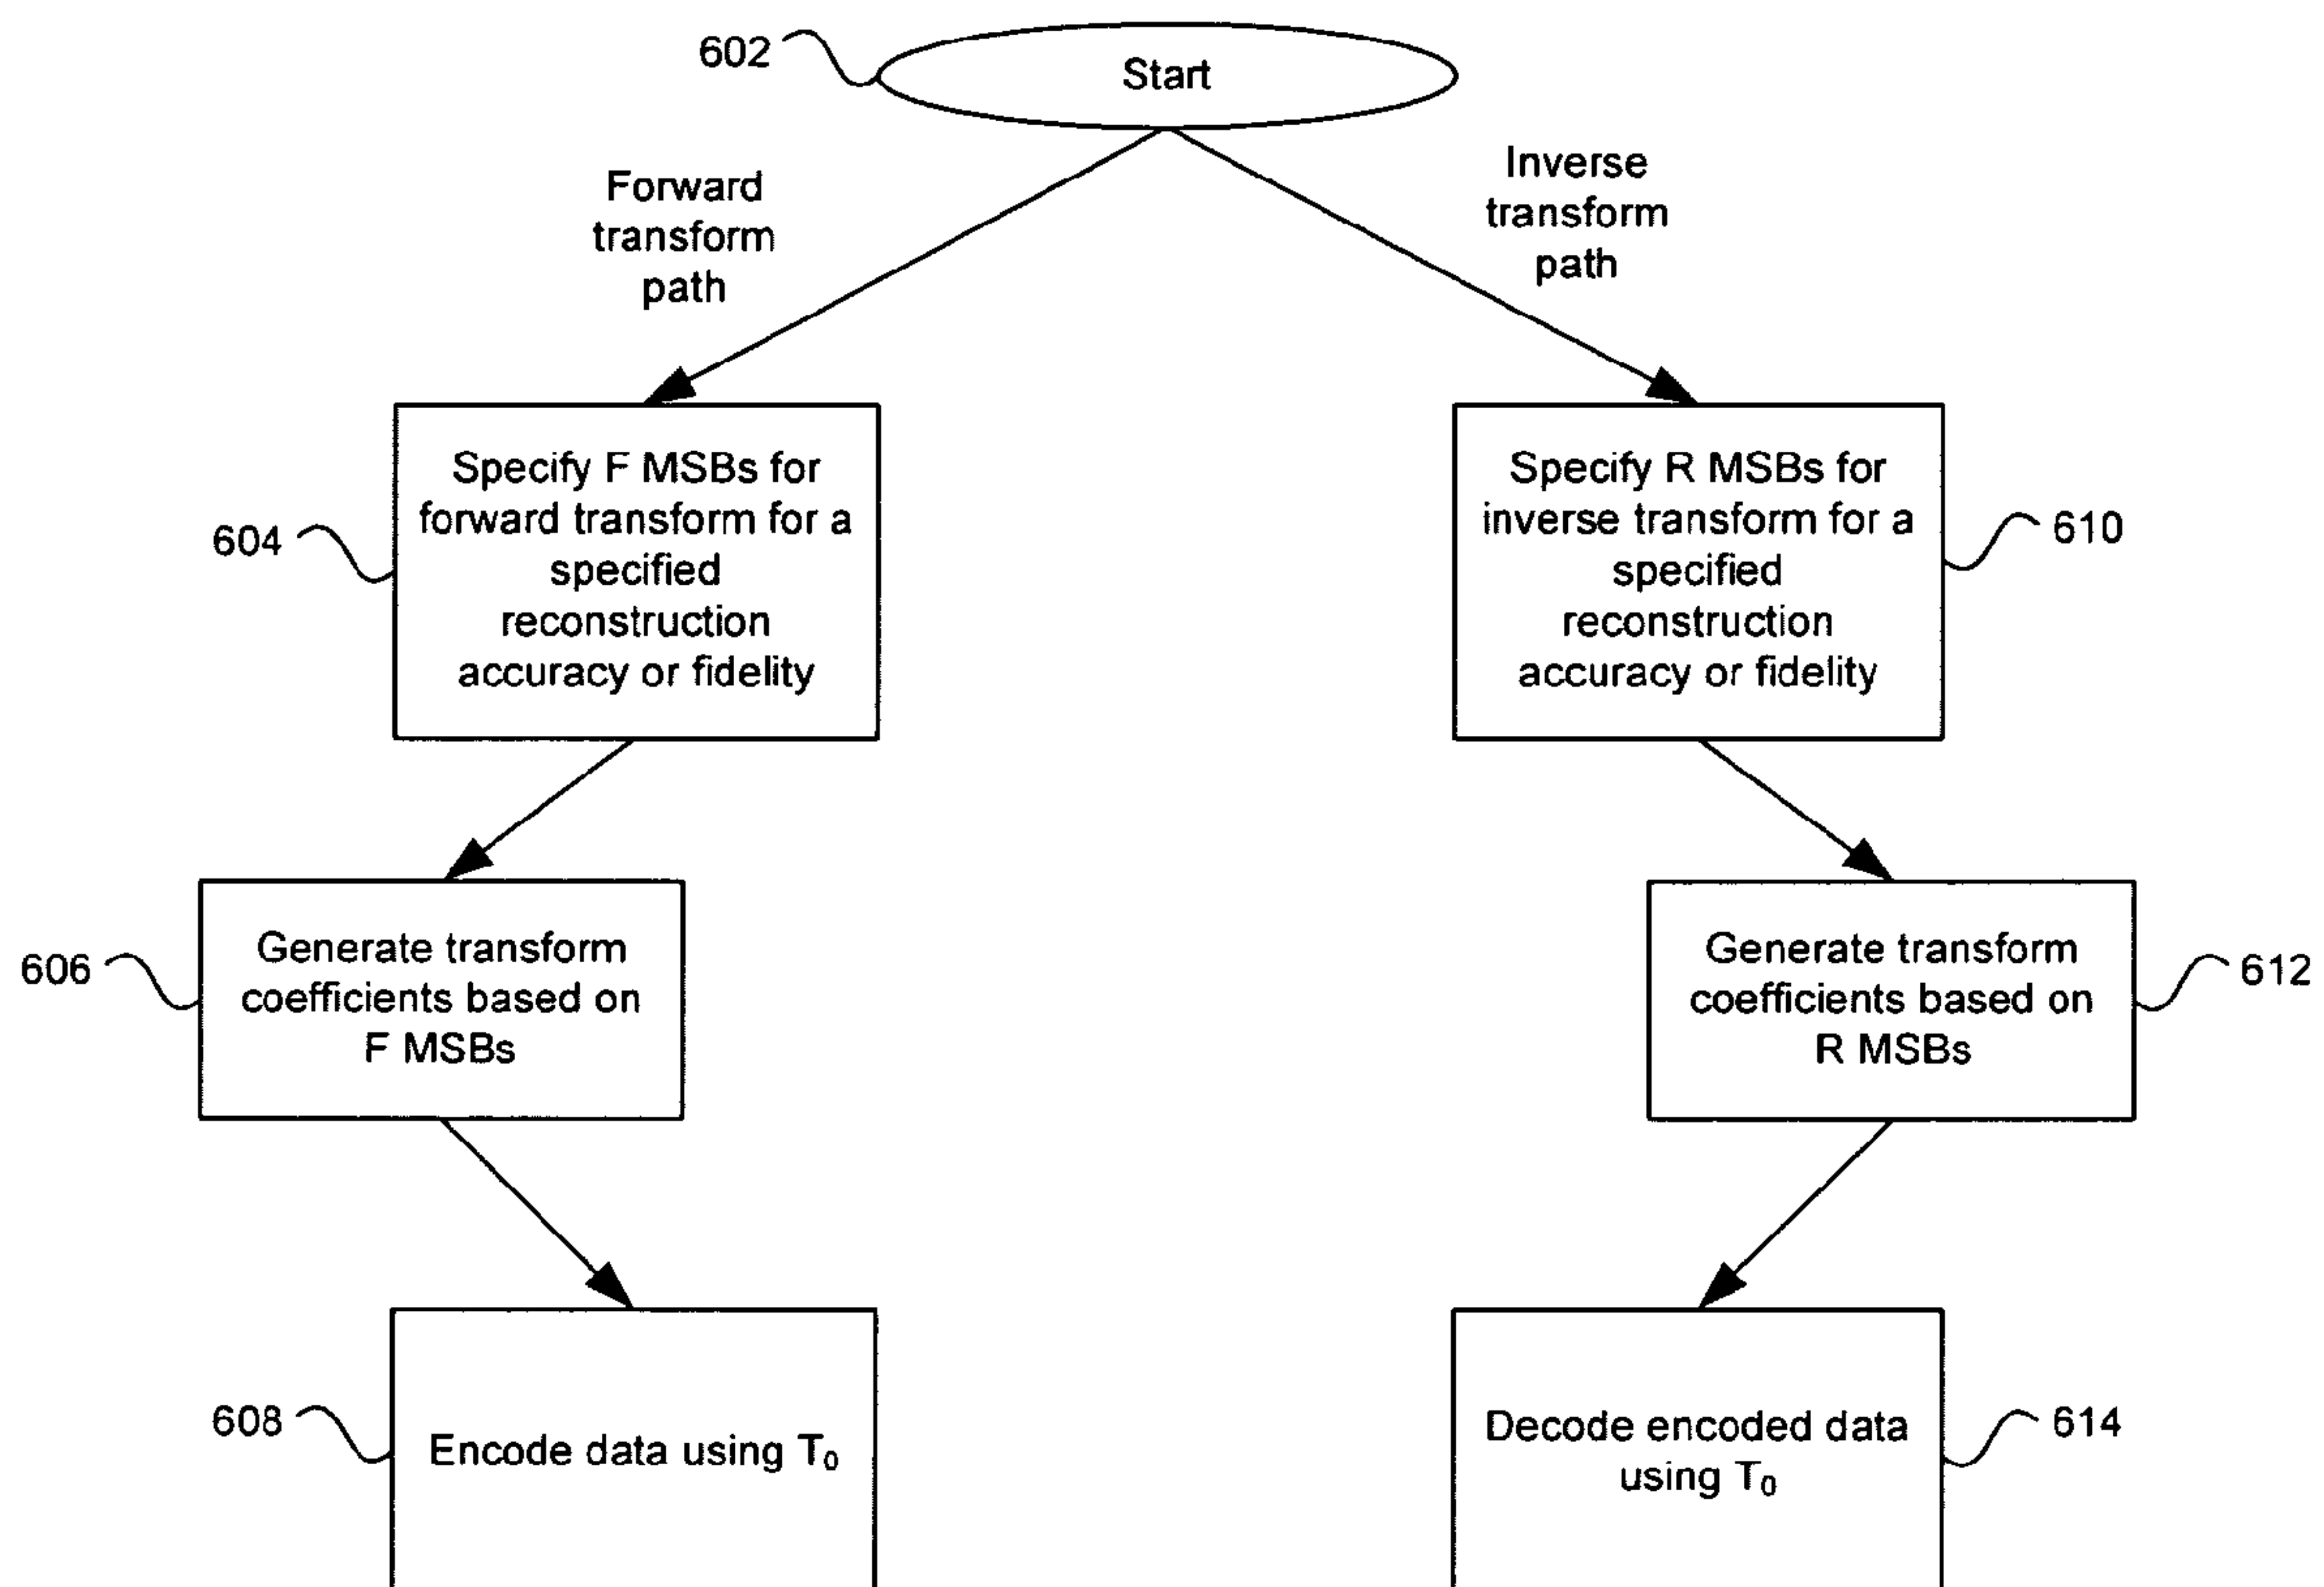 602
Start
Forward
transform
path
Inverse
transform
path
604
Specify F MSBs for
forward transform for a
specified
reconstruction
accuracy or fidelity
Specify R MSBs for
inverse transform for a
specified
reconstruction
accuracy or fidelity
610
606
Generate transform
coefficients based on
F MSBs
Generate transform
coefficients based on
R MSBs
612
608
Encode data using T₀
Decode encoded data
using T₀
614